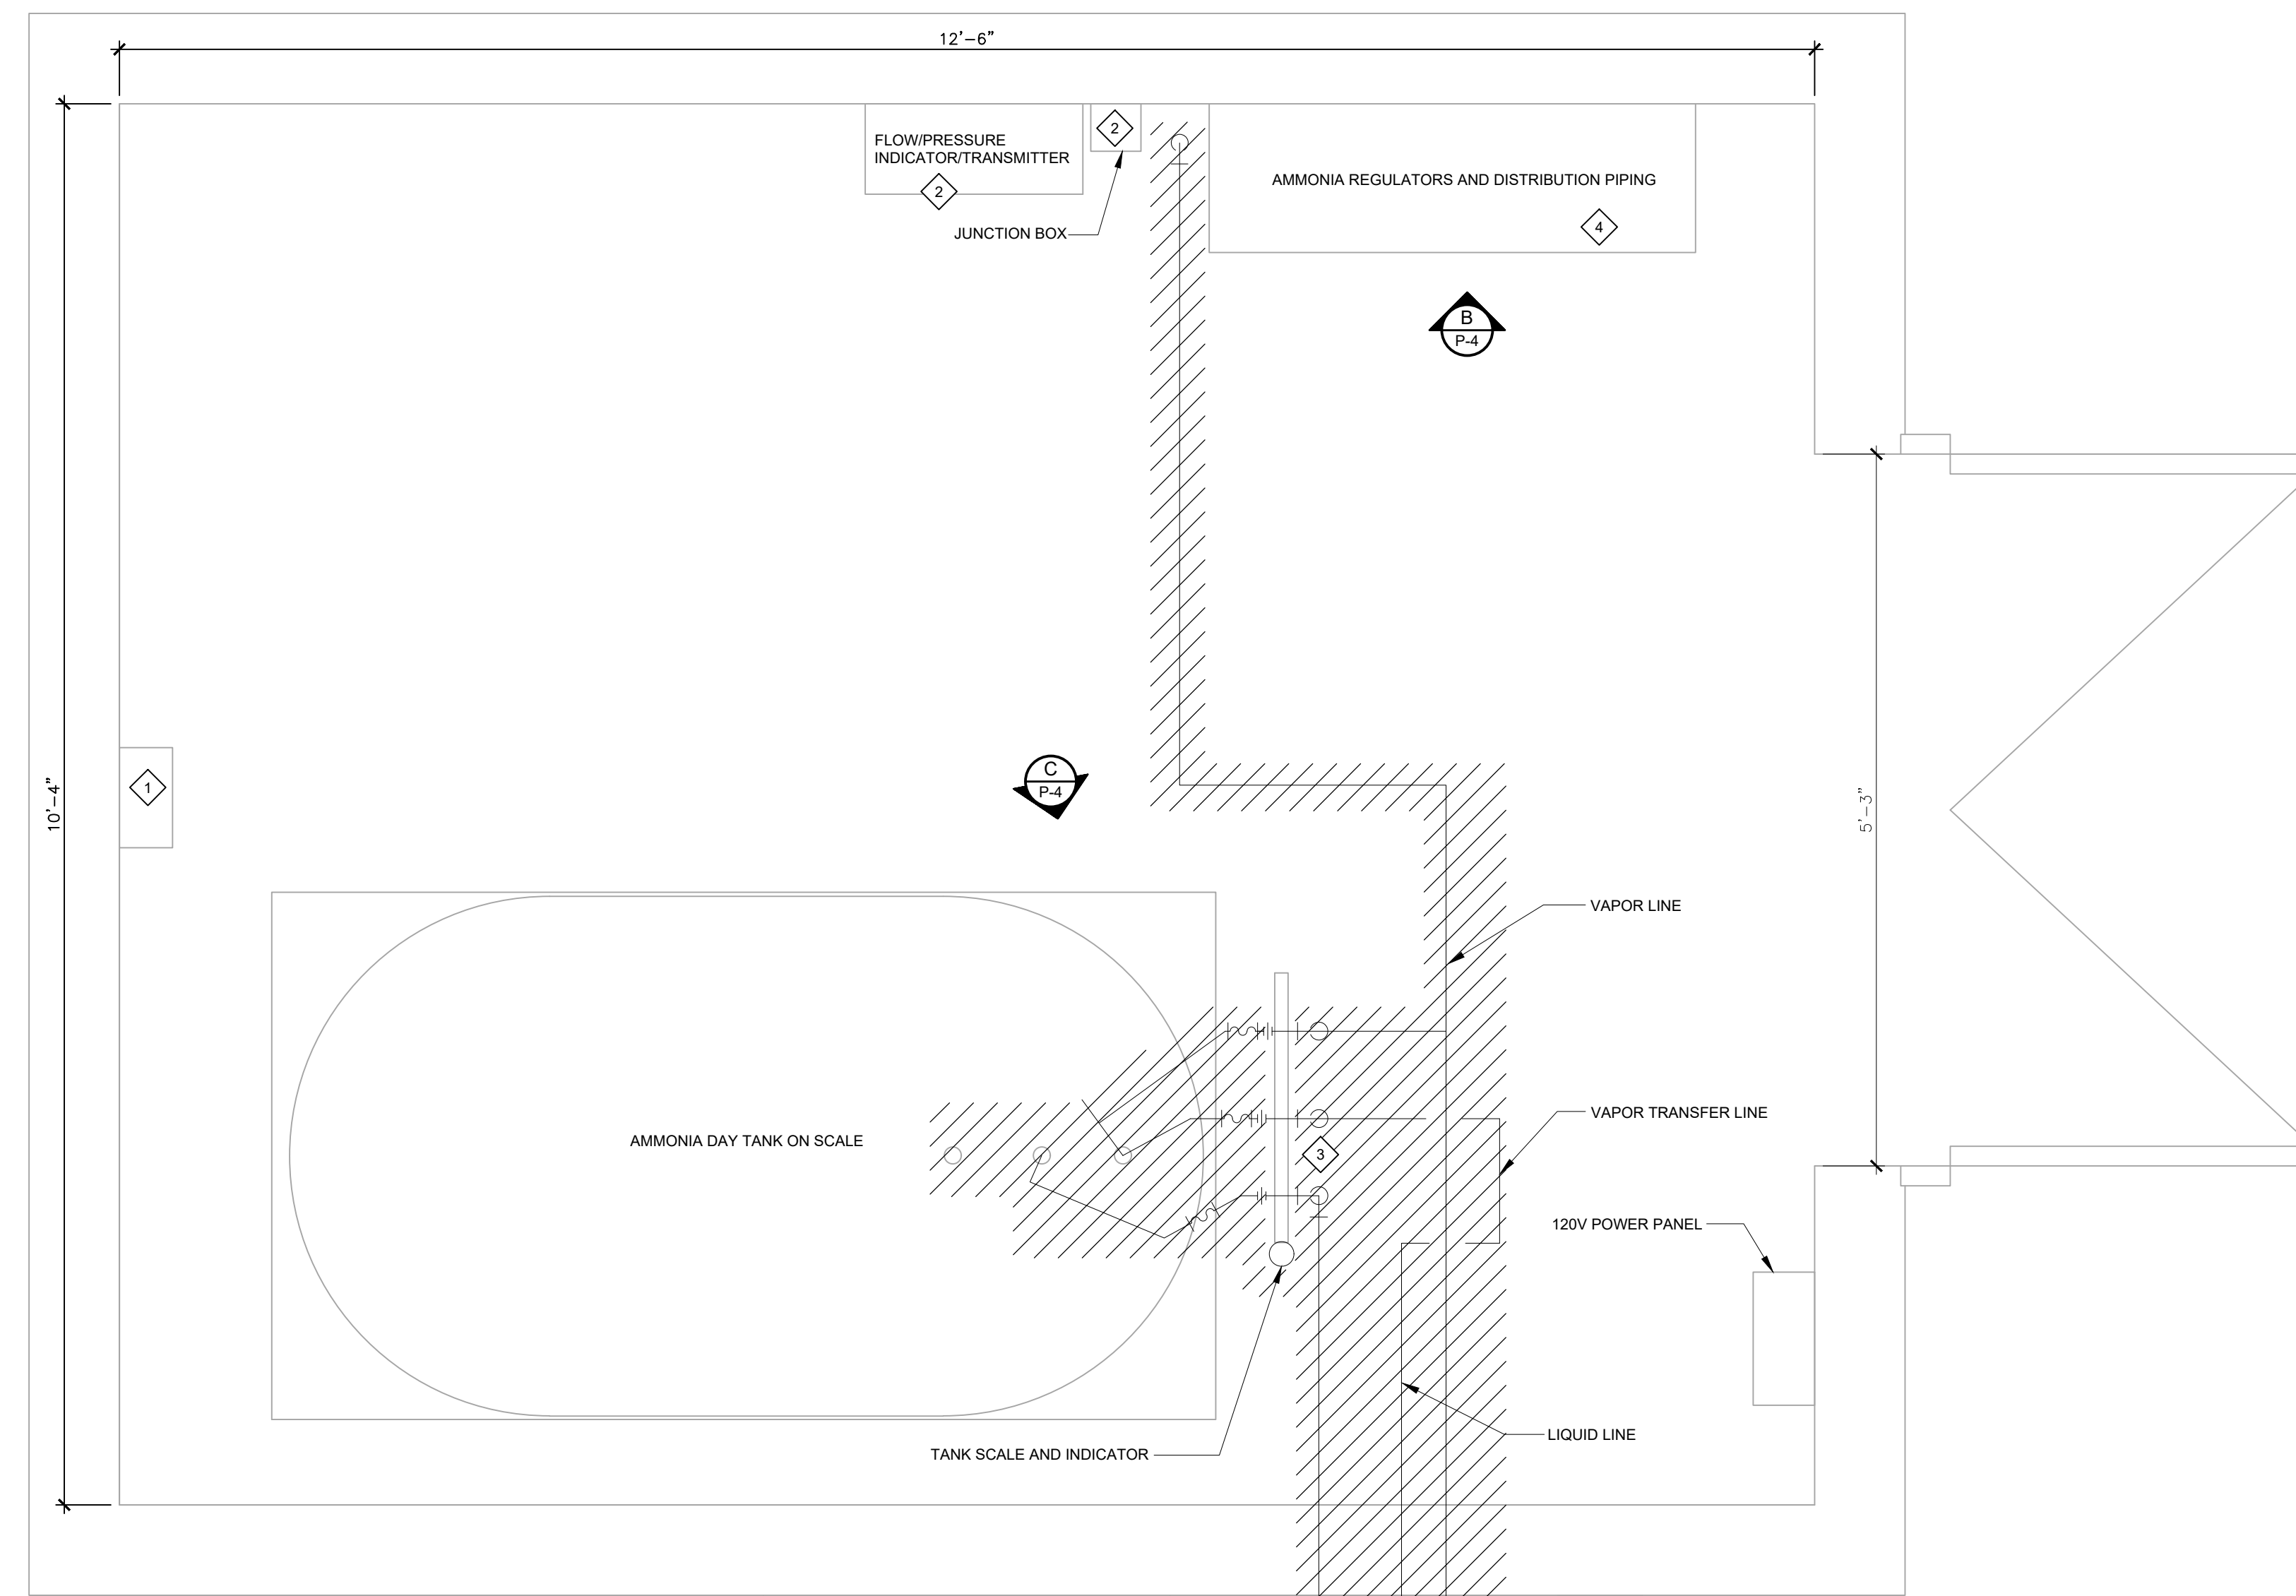 12'-6"
FLOW/PRESSURE
INDICATOR/TRANSMITTER
2
2
JUNCTION BOX
AMMONIA REGULATORS AND DISTRIBUTION PIPING
4
B
P-4
10'-4"
1
C
P-4
5'-3"
VAPOR LINE
AMMONIA DAY TANK ON SCALE
3
VAPOR TRANSFER LINE
120V POWER PANEL
TANK SCALE AND INDICATOR
LIQUID LINE